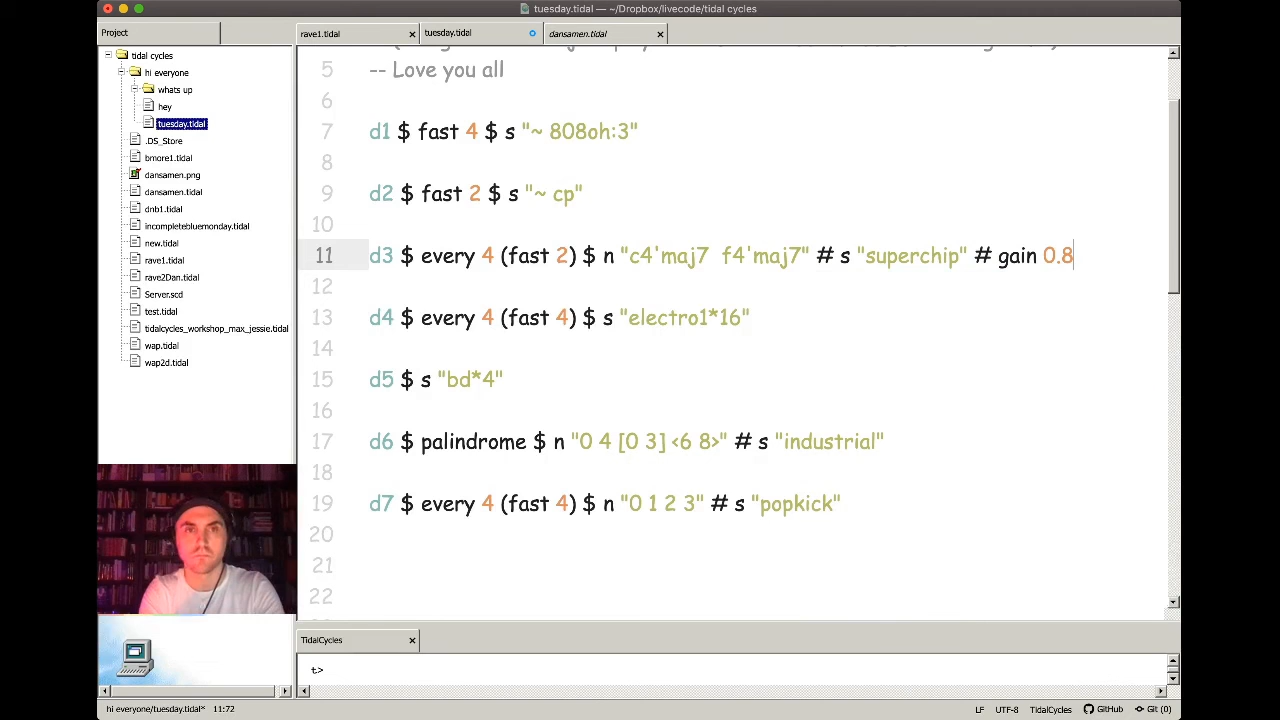 tuesday.tidal — ~/Dropbox/livecode/tidal cycles
Project
rave1.tidal
tuesday.tidal
dansamen.tidal
tidal cycles
hi everyone
whats up
hey
tuesday.tidal
.DS_Store
bmore1.tidal
dansamen.png
dansamen.tidal
dnb1.tidal
incompletebluemonday.tidal
new.tidal
rave1.tidal
rave2Dan.tidal
Server.scd
test.tidal
tidalcycles_workshop_max_jessie.tidal
wap.tidal
wap2d.tidal
5 -- Love you all
6
7 d1 $ fast 4 $ s "~ 808oh:3"
8
9 d2 $ fast 2 $ s "~ cp"
10
11 d3 $ every 4 (fast 2) $ n "c4'maj7  f4'maj7" # s "superchip" # gain 0.8
12
13 d4 $ every 4 (fast 4) $ s "electro1*16"
14
15 d5 $ s "bd*4"
16
17 d6 $ palindrome $ n "0 4 [0 3] <6 8>" # s "industrial"
18
19 d7 $ every 4 (fast 4) $ n "0 1 2 3" # s "popkick"
20
21
22
TidalCycles
t>
hi everyone/tuesday.tidal* 11:72
LF UTF-8 TidalCycles GitHub Git (0)